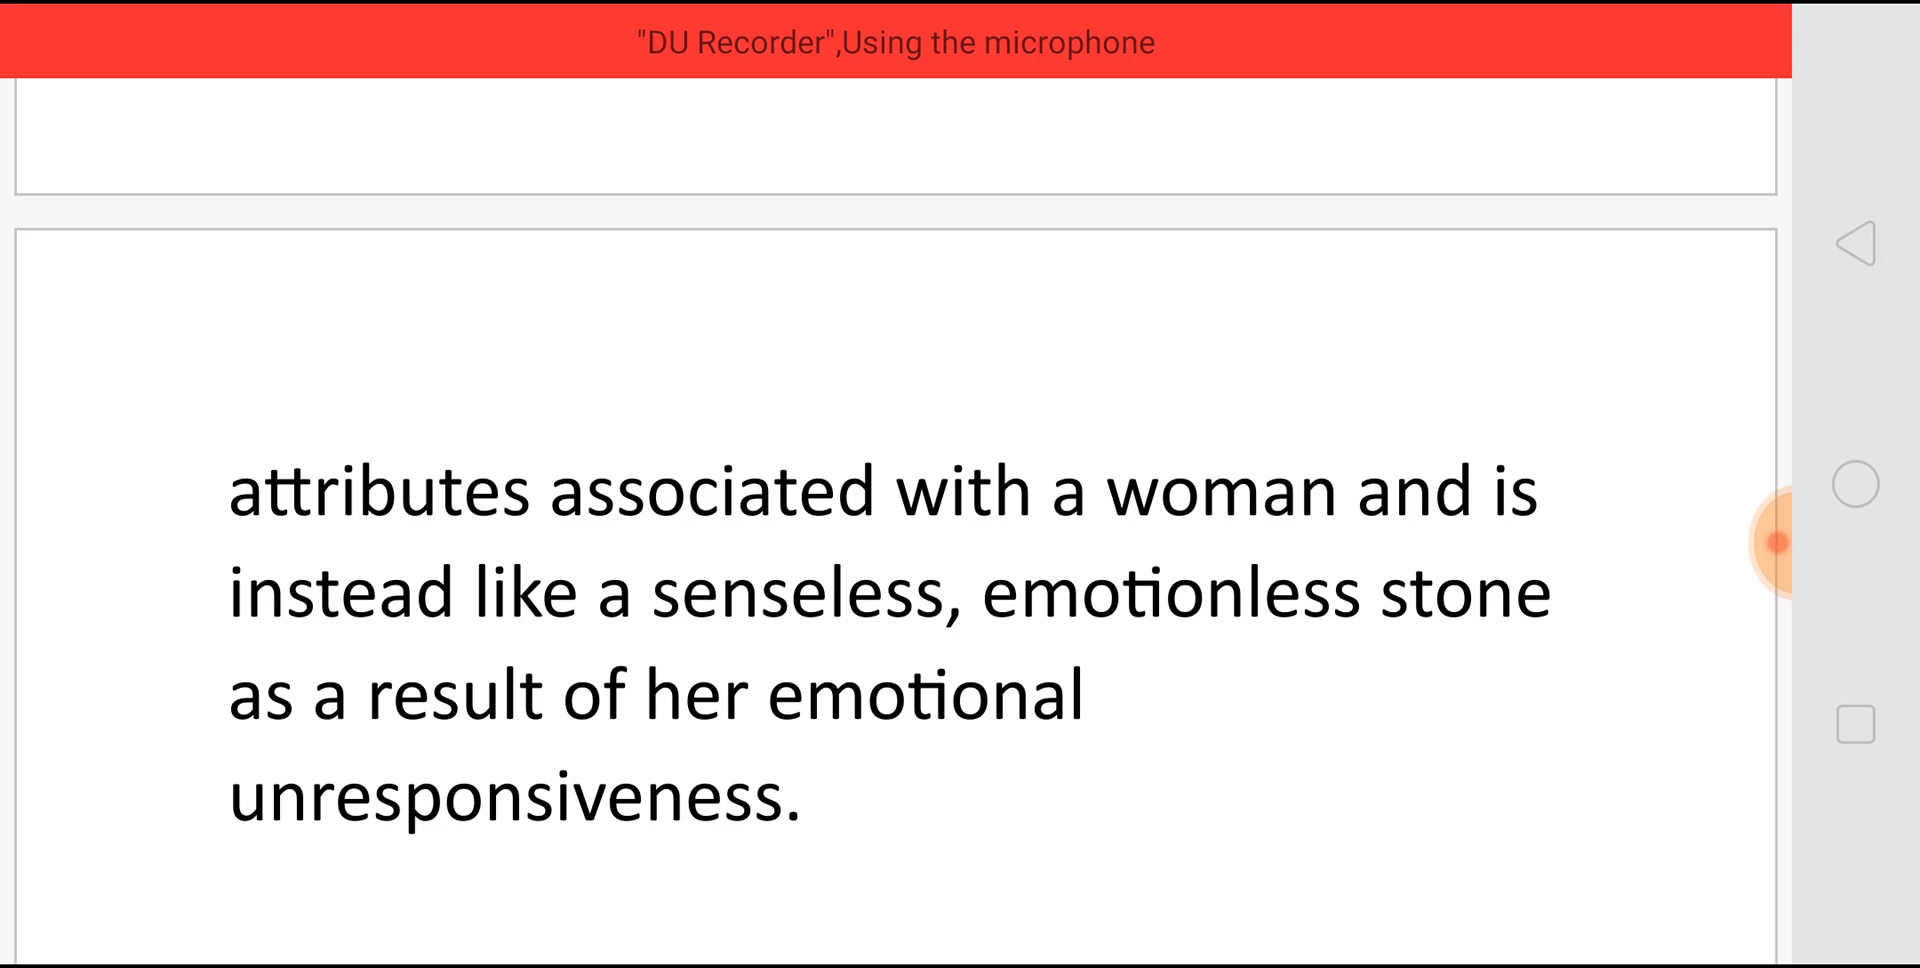 "DU Recorder",Using the microphone
attributes associated with a woman and is
instead like a senseless, emotionless stone
as a result of her emotional
unresponsiveness.